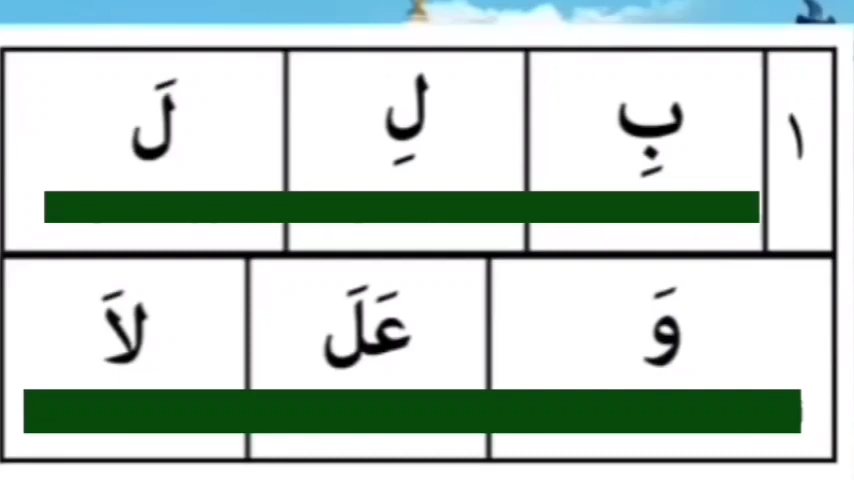 ١ بِ لِ لَ
وَ عَلَ لاَ